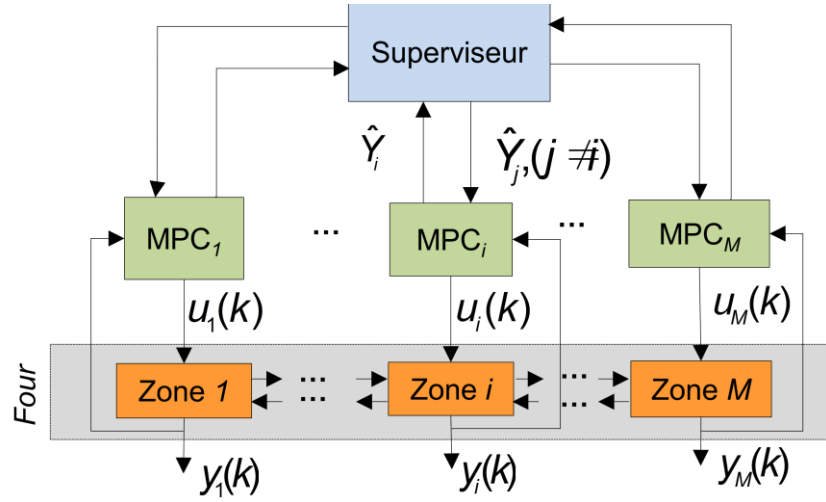 Superviseur
Ŷi
Ŷj,(j ≠i)
MPC1
...
MPCi
...
MPCM
u1(k)
ui(k)
uM(k)
Four
Zone 1
...
...
Zone i
...
...
Zone M
y1(k)
yi(k)
yM(k)